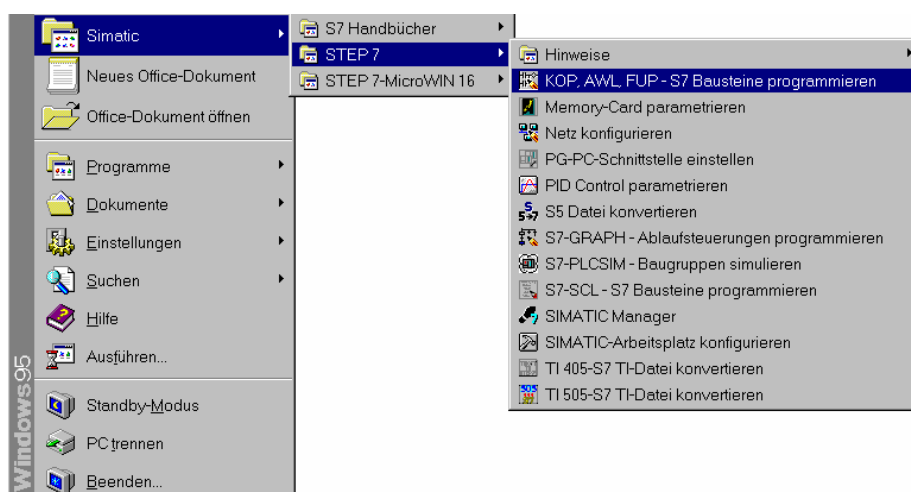 Simatic
Neues Office-Dokument
Office-Dokument öffnen
Programme
Dokumente
Einstellungen
Suchen
Hilfe
Ausführen...
Standby-Modus
PC trennen
Beenden...
Windows95
S7 Handbücher
STEP 7
STEP 7-MicroWIN 16
Hinweise
KOP, AWL, FUP - S7 Bausteine programmieren
Memory-Card parametrieren
Netz konfigurieren
PG-PC-Schnittstelle einstellen
PID Control parametrieren
S5 Datei konvertieren
S7-GRAPH - Ablaufsteuerungen programmieren
S7-PLCSIM - Baugruppen simulieren
S7-SCL - S7 Bausteine programmieren
SIMATIC Manager
SIMATIC-Arbeitsplatz konfigurieren
TI 405-S7 TI-Datei konvertieren
TI 505-S7 TI-Datei konvertieren